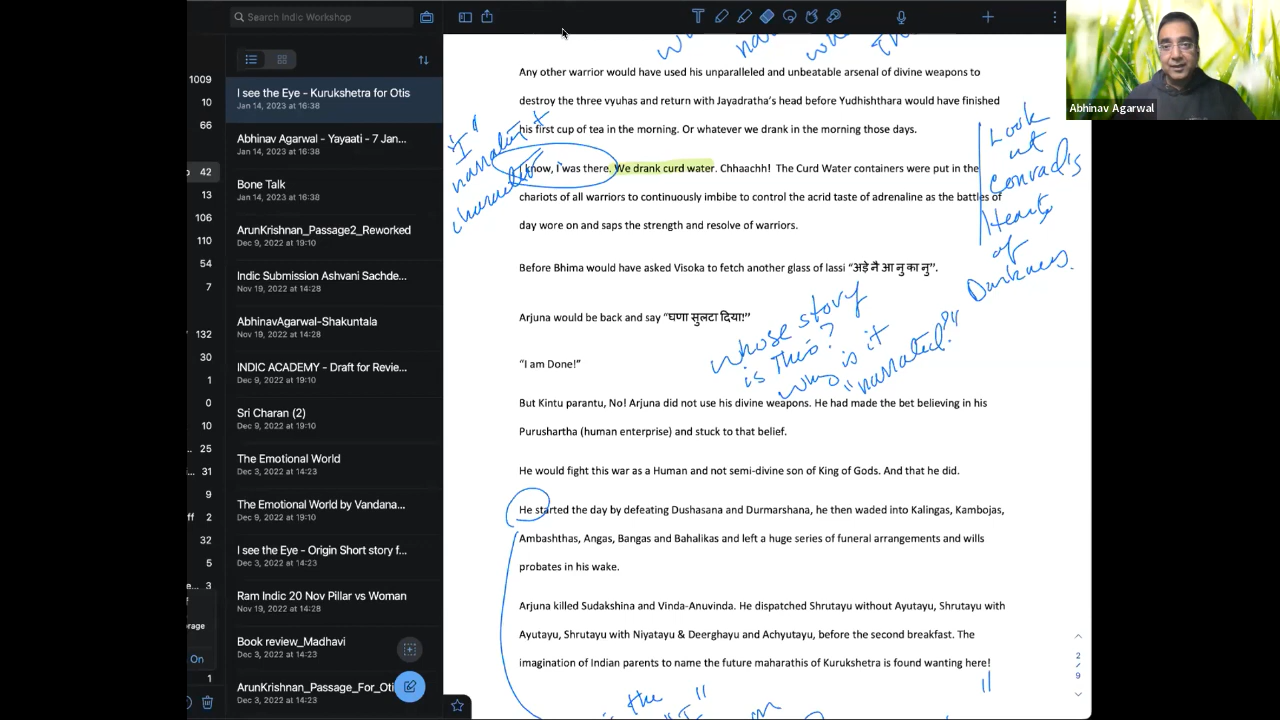 Search Indic Workshop
1009
10
66
42
13
106
110
54
7
132
30
1
0
10
25
31
9
2
32
5
3
On
1
I see the Eye - Kurukshetra for Otis
Jan 14, 2023 at 16:38
Abhinav Agarwal - Yayaati - 7 Jan...
Jan 14, 2023 at 16:38
Bone Talk
Jan 14, 2023 at 16:38
ArunKrishnan_Passage2_Reworked
Dec 9, 2022 at 19:10
Indic Submission Ashvani Sachde...
Nov 19, 2022 at 14:28
AbhinavAgarwal-Shakuntala
Nov 19, 2022 at 14:28
INDIC ACADEMY - Draft for Revie...
Dec 9, 2022 at 19:10
Sri Charan (2)
Dec 9, 2022 at 19:10
The Emotional World
Dec 3, 2022 at 14:23
The Emotional World by Vandana...
Dec 9, 2022 at 19:10
I see the Eye - Origin Short story f...
Dec 3, 2022 at 14:23
Ram Indic 20 Nov Pillar vs Woman
Nov 19, 2022 at 14:28
Book review_Madhavi
Dec 3, 2022 at 14:23
ArunKrishnan_Passage_For_Oti
Dec 3, 2022 at 14:23
Any other warrior would have used his unparalleled and unbeatable arsenal of divine weapons to
destroy the three vyuhas and return with Jayadratha's head before Yudhishthara would have finished
his first cup of tea in the morning. Or whatever we drank in the morning those days.
"I"
narrator +
character
I know, I was there. We drank curd water. Chhaachh! The Curd Water containers were put in the
chariots of all warriors to continuously imbibe to control the acrid taste of adrenaline as the battles of
day wore on and saps the strength and resolve of warriors.
Look
at
Conrad's
Heart
of
Darkness.
Before Bhima would have asked Visoka to fetch another glass of lassi “अड़े नै आ नु का नु”.
Arjuna would be back and say “घणा सुलटा दिया!”
whose story
is this?
Who is it
"narrated?"
“I am Done!”
But Kintu parantu, No! Arjuna did not use his divine weapons. He had made the bet believing in his
Purushartha (human enterprise) and stuck to that belief.
He would fight this war as a Human and not semi-divine son of King of Gods. And that he did.
He started the day by defeating Dushasana and Durmarshana, he then waded into Kalingas, Kambojas,
Ambashthas, Angas, Bangas and Bahalikas and left a huge series of funeral arrangements and wills
probates in his wake.
Arjuna killed Sudakshina and Vinda-Anuvinda. He dispatched Shrutayu without Ayutayu, Shrutayu with
Ayutayu, Shrutayu with Niyatayu & Deerghayu and Achyutayu, before the second breakfast. The
imagination of Indian parents to name the future maharathis of Kurukshetra is found wanting here!
is the "I"
2
/
9
Abhinav Agarwal